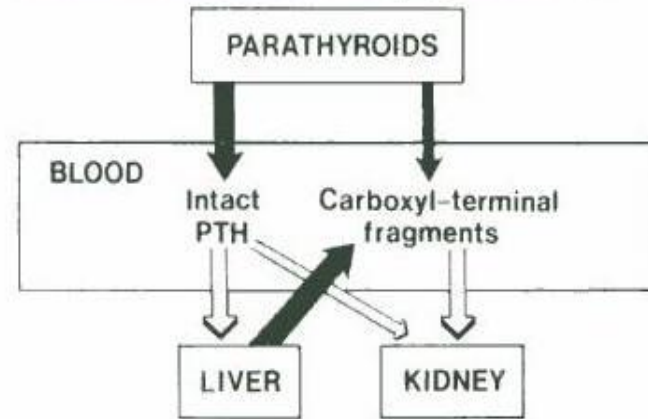 PARATHYROIDS
BLOOD
Intact
PTH
Carboxyl-terminal
fragments
LIVER
KIDNEY